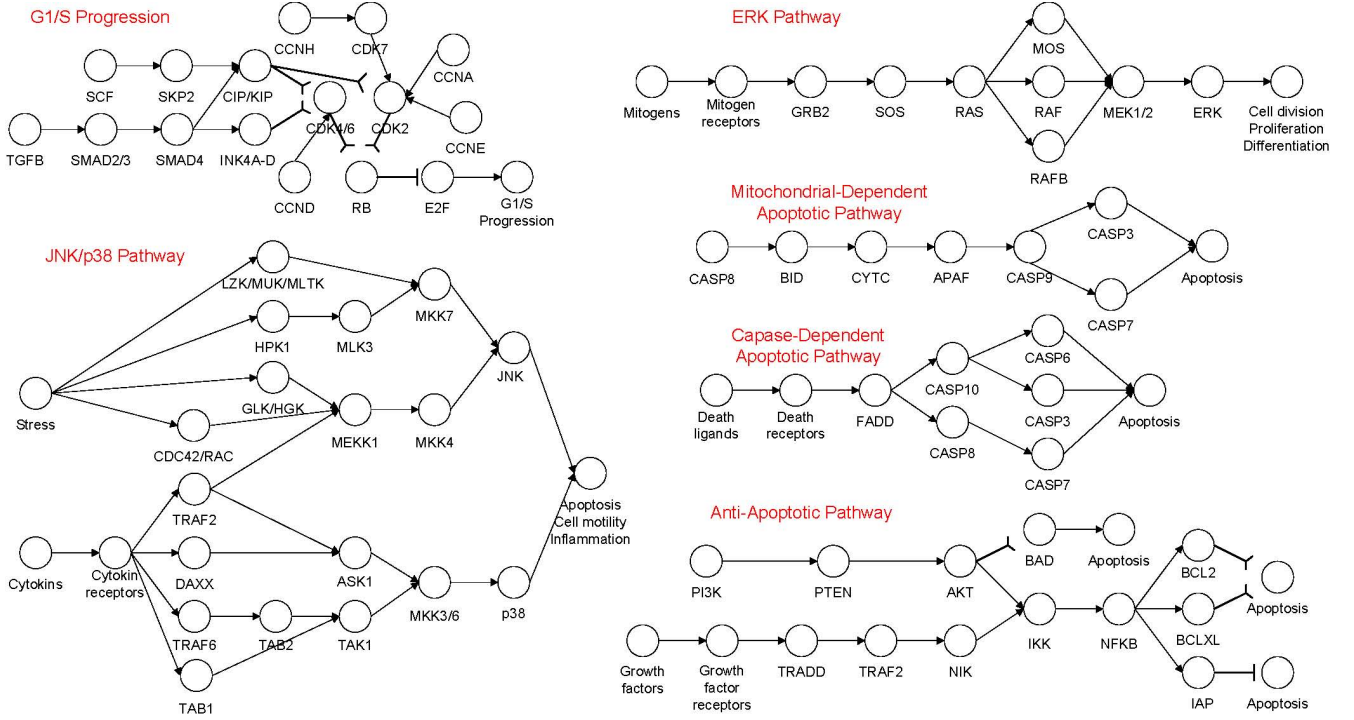 G1/S Progression
CCNH
CDK7
CCNA
SCF
SKP2
CIP/KIP
CDK4/6
CDK2
CCNE
TGFB
SMAD2/3
SMAD4
INK4A-D
CCND
RB
E2F
G1/S
Progression
JNK/p38 Pathway
LZK/MUK/MLTK
MKK7
HPK1
MLK3
JNK
Stress
GLK/HGK
MEKK1
MKK4
CDC42/RAC
TRAF2
Apoptosis
Cell motility
Inflammation
Cytokins
Cytokin
receptors
DAXX
ASK1
MKK3/6
p38
TRAF6
TAB2
TAK1
TAB1
ERK Pathway
MOS
Mitogens
Mitogen
receptors
GRB2
SOS
RAS
RAF
MEK1/2
ERK
Cell division
Proliferation
Differentiation
RAFB
Mitochondrial-Dependent
Apoptotic Pathway
CASP3
CASP8
BID
CYTC
APAF
CASP9
Apoptosis
CASP7
Capase-Dependent
Apoptotic Pathway
CASP6
CASP10
Death
ligands
Death
receptors
FADD
CASP3
Apoptosis
CASP8
CASP7
Anti-Apoptotic Pathway
BAD
Apoptosis
BCL2
PI3K
PTEN
AKT
Apoptosis
IKK
NFKB
BCLXL
Growth
factors
Growth
factor
receptors
TRADD
TRAF2
NIK
IAP
Apoptosis